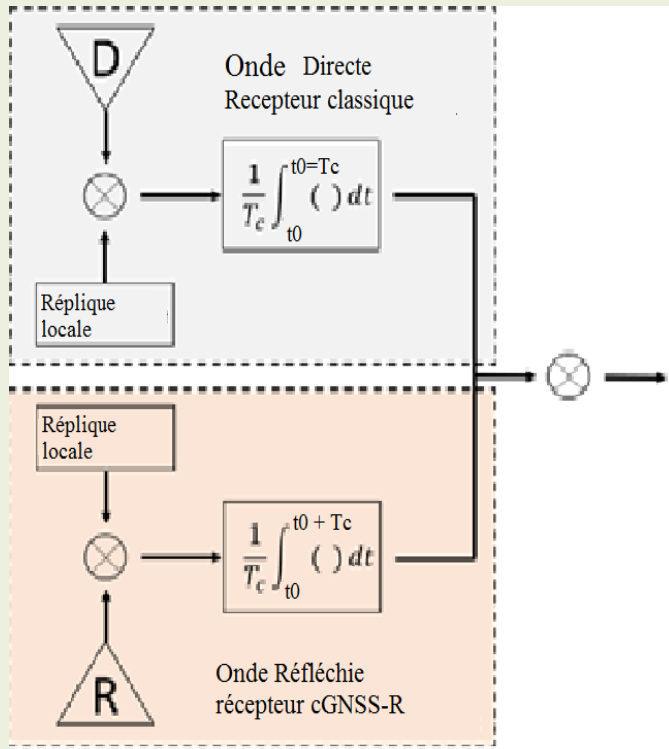 D
Onde Directe
Recepteur classique
1/Tc ∫ t0 t0=Tc ( ) dt
Réplique
locale
Réplique
locale
1/Tc ∫ t0 t0 + Tc ( ) dt
R
Onde Réfléchie
récepteur cGNSS-R